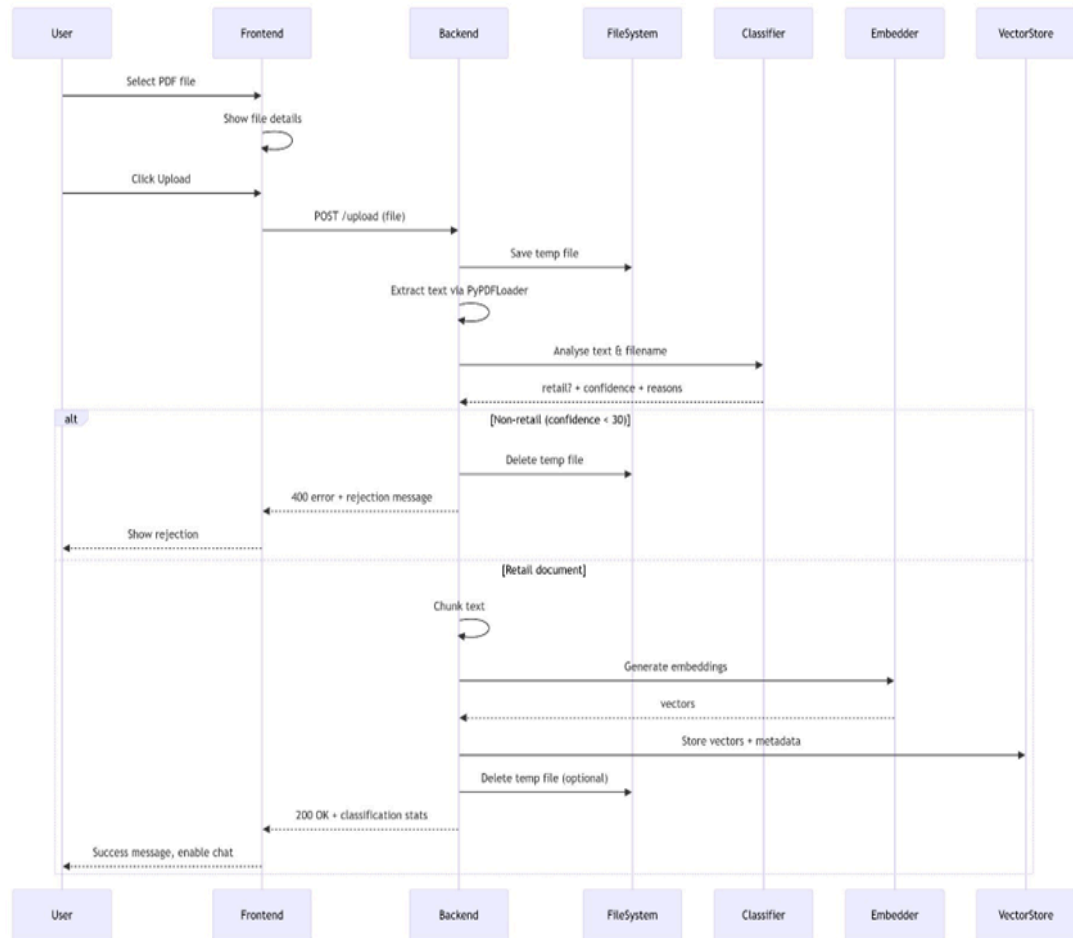 User
Frontend
Backend
FileSystem
Classifier
Embedder
VectorStore
Select PDF file
Show file details
Click Upload
POST /upload (file)
Save temp file
Extract text via PyPDFLoader
Analyse text & filename
retail? + confidence + reasons
alt
[Non-retail (confidence < 30)]
Delete temp file
400 error + rejection message
Show rejection
[Retail document]
Chunk text
Generate embeddings
vectors
Store vectors + metadata
Delete temp file (optional)
200 OK + classification stats
Success message, enable chat
User
Frontend
Backend
FileSystem
Classifier
Embedder
VectorStore